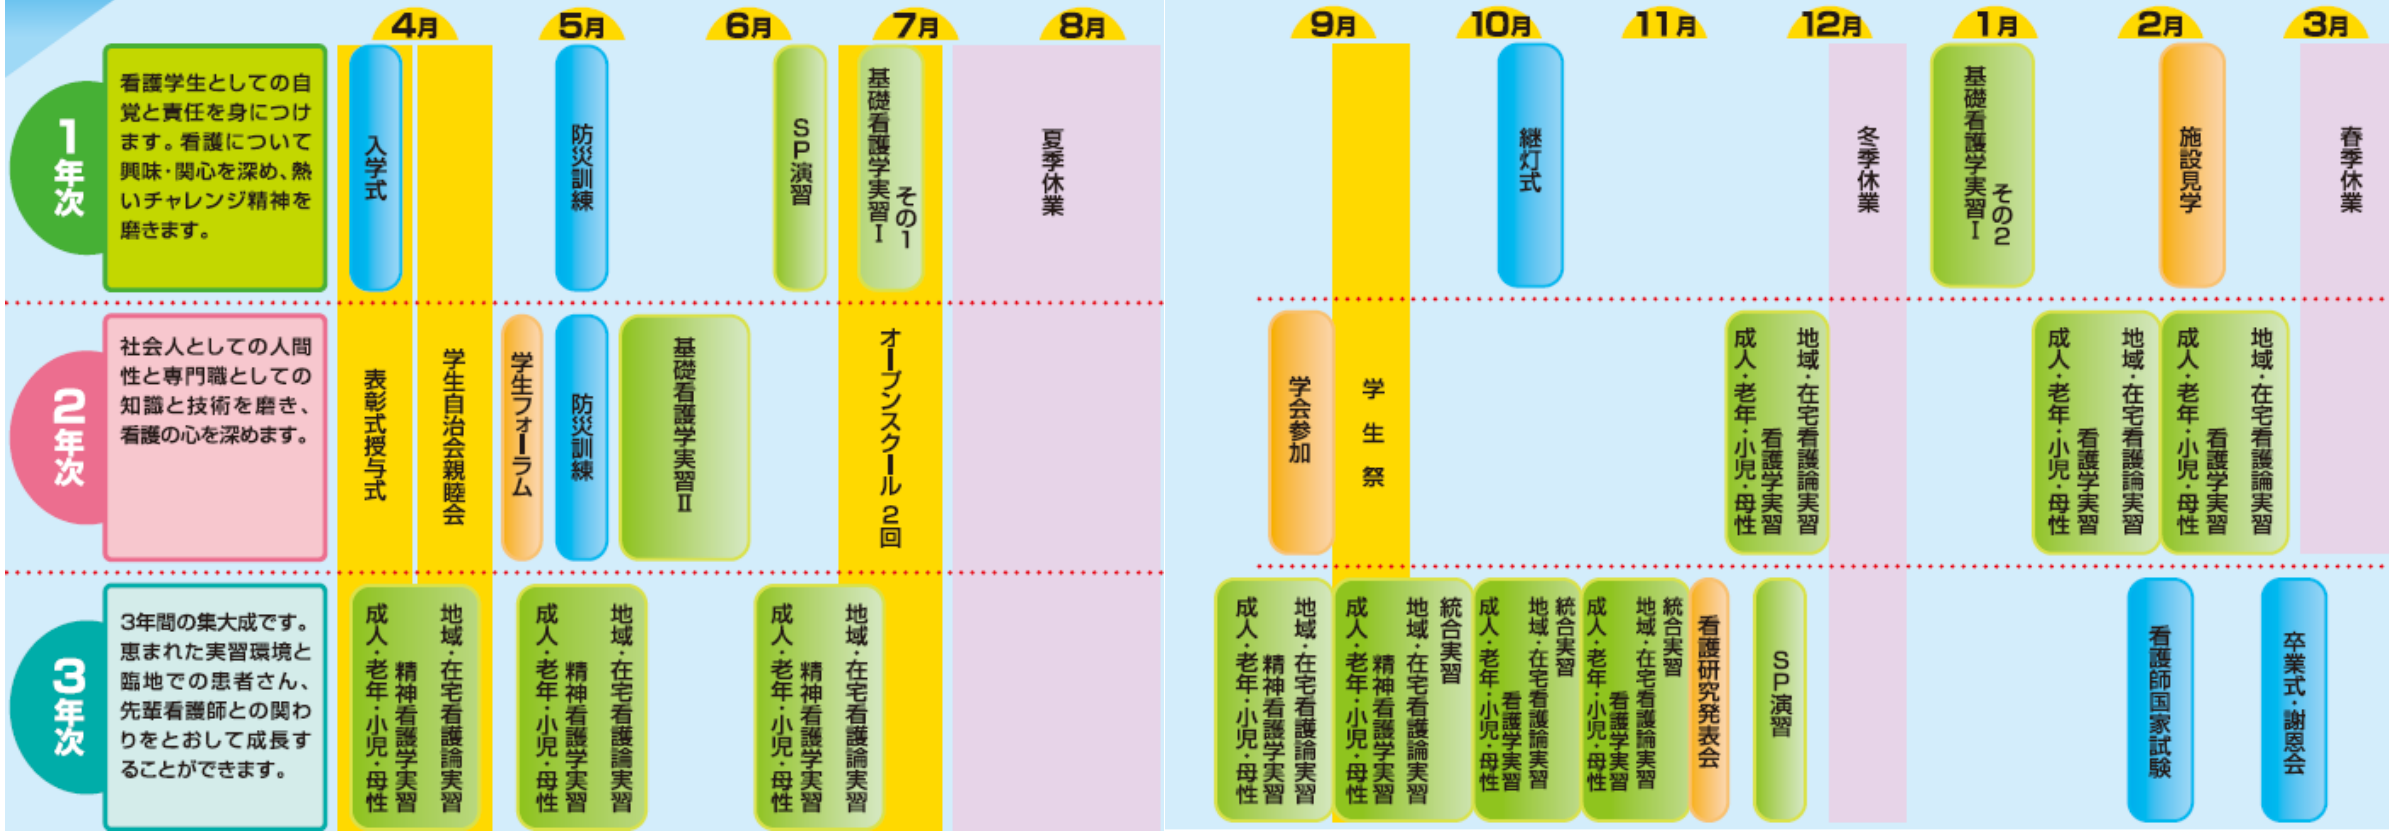 4月
5月
6月
7月
8月
9月
10月
11月
12月
1月
2月
3月
1年次
看護学生としての自
覚と責任を身につけ
ます。看護について
興味・関心を深め、熱
いチャレンジ精神を
磨きます。
入学式
防災訓練
SP演習
基礎看護学実習Ⅰ
その1
夏季休業
継灯式
冬季休業
基礎看護学実習Ⅰ
その2
施設見学
春季休業
2年次
社会人としての人間
性と専門職としての
知識と技術を磨き、
看護の心を深めます。
表彰式授与式
学生自治会親睦会
学生フォーラム
防災訓練
基礎看護学実習Ⅱ
オープンスクール 2回
学会参加
学生祭
成人・老年・小児・母性
看護学実習
地域・在宅看護論実習
成人・老年・小児・母性
看護学実習
地域・在宅看護論実習
成人・老年・小児・母性
看護学実習
地域・在宅看護論実習
3年次
3年間の集大成です。
恵まれた実習環境と
臨地での患者さん、
先輩看護師との関わ
りをとおして成長す
ることができます。
成人・老年・小児・母性
精神看護学実習
地域・在宅看護論実習
成人・老年・小児・母性
精神看護学実習
地域・在宅看護論実習
成人・老年・小児・母性
精神看護学実習
地域・在宅看護論実習
成人・老年・小児・母性
精神看護学実習
地域・在宅看護論実習
成人・老年・小児・母性
精神看護学実習
地域・在宅看護論実習
統合実習
成人・老年・小児・母性
看護学実習
地域・在宅看護論実習
統合実習
成人・老年・小児・母性
看護学実習
地域・在宅看護論実習
統合実習
看護研究発表会
SP演習
看護師国家試験
卒業式・謝恩会